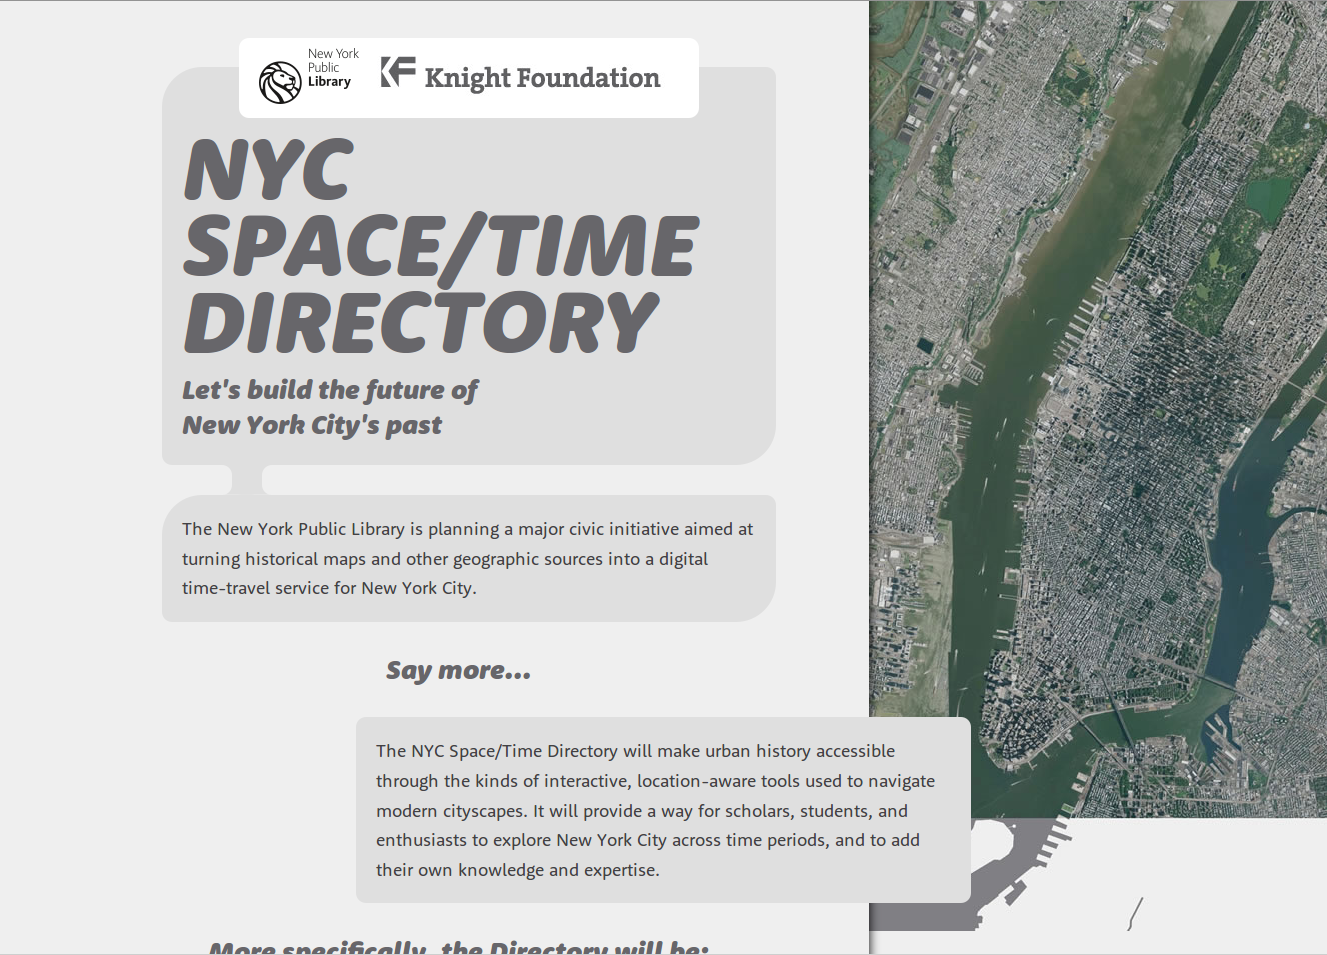 New York
Public
Library
Knight Foundation
NYC
SPACE/TIME
DIRECTORY
Let's build the future of
New York City's past
The New York Public Library is planning a major civic initiative aimed at
turning historical maps and other geographic sources into a digital
time-travel service for New York City.
Say more...
The NYC Space/Time Directory will make urban history accessible
through the kinds of interactive, location-aware tools used to navigate
modern cityscapes. It will provide a way for scholars, students, and
enthusiasts to explore New York City across time periods, and to add
their own knowledge and expertise.
More specifically, the Directory will be: